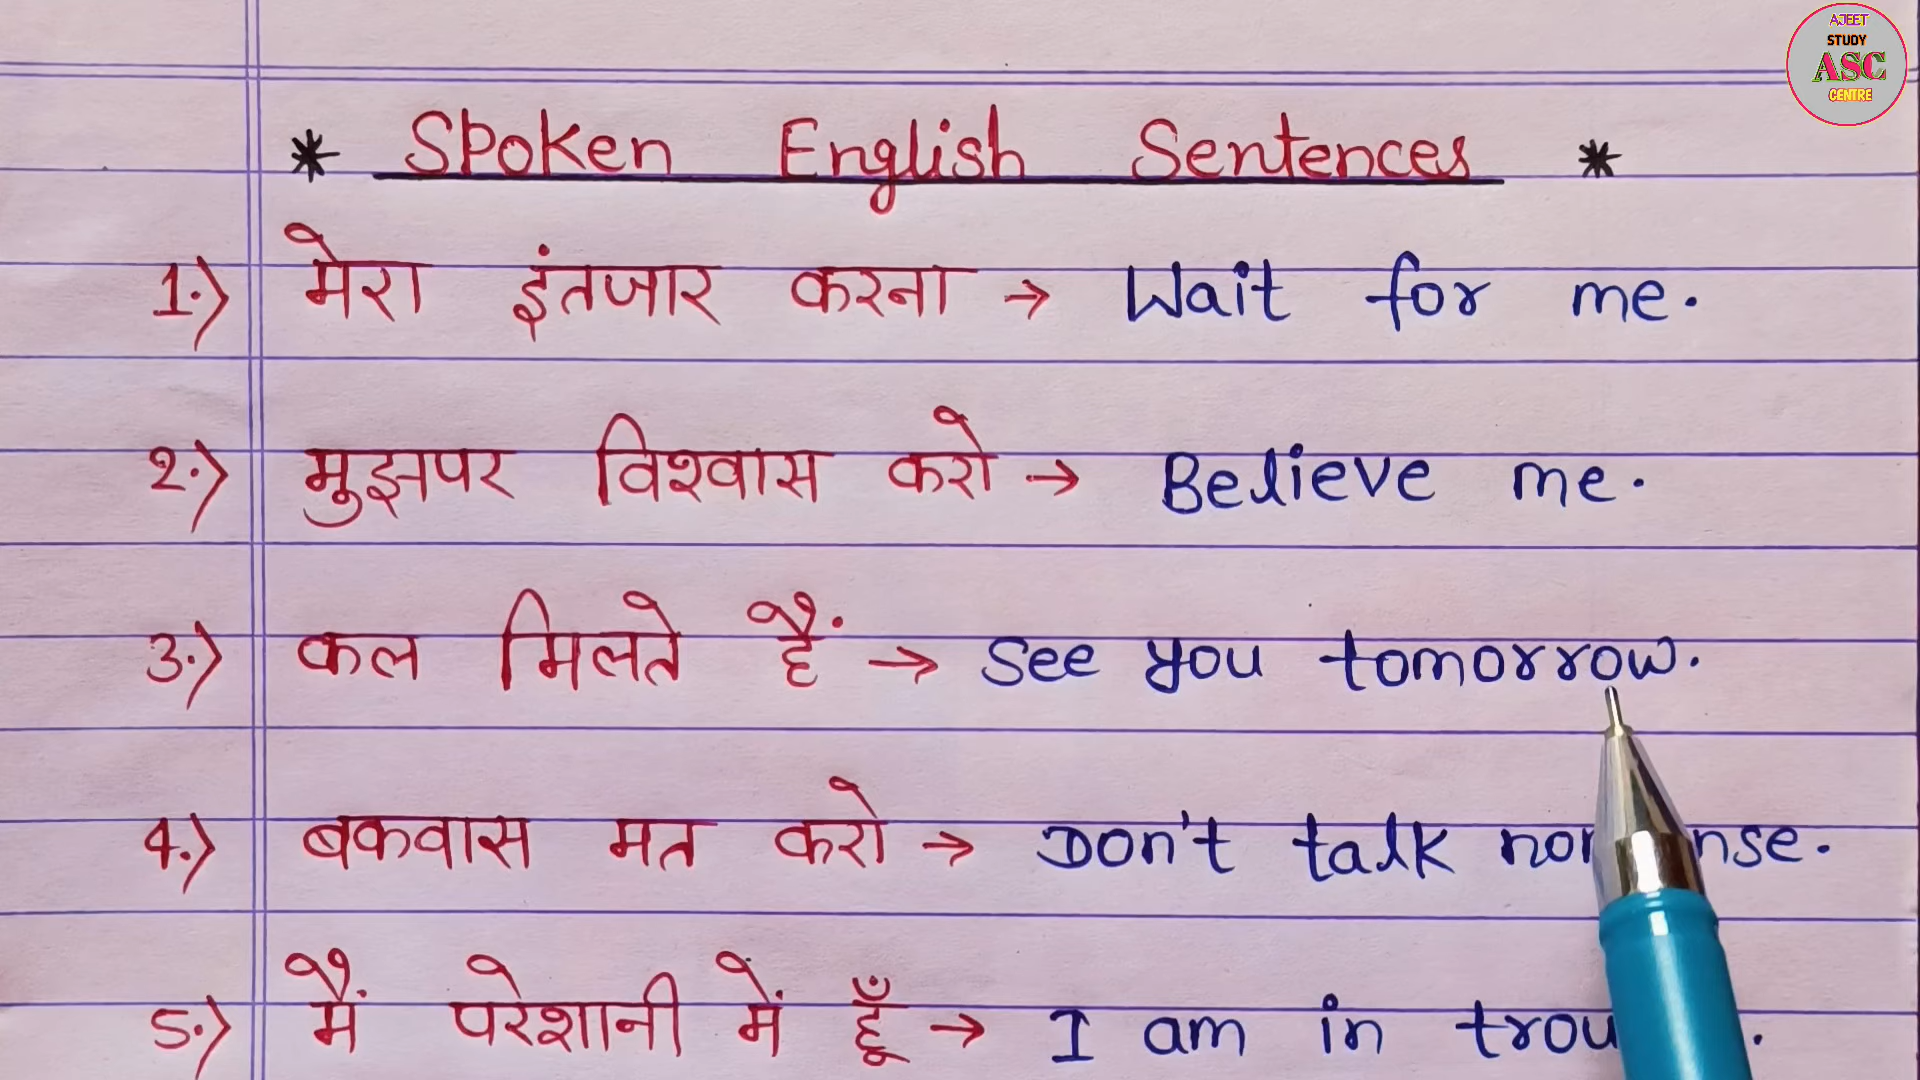 AJEET
STUDY
ASC
CENTRE
* Spoken English Sentences *
1.) मेरा इंतजार करना → Wait for me.
2.) मुझपर विश्वास करो → Believe me.
3.) कल मिलते हैं → See you tomorrow.
4.) बकवास मत करो → Don't talk
5.) मैं परेशानी में हूँ → I am in